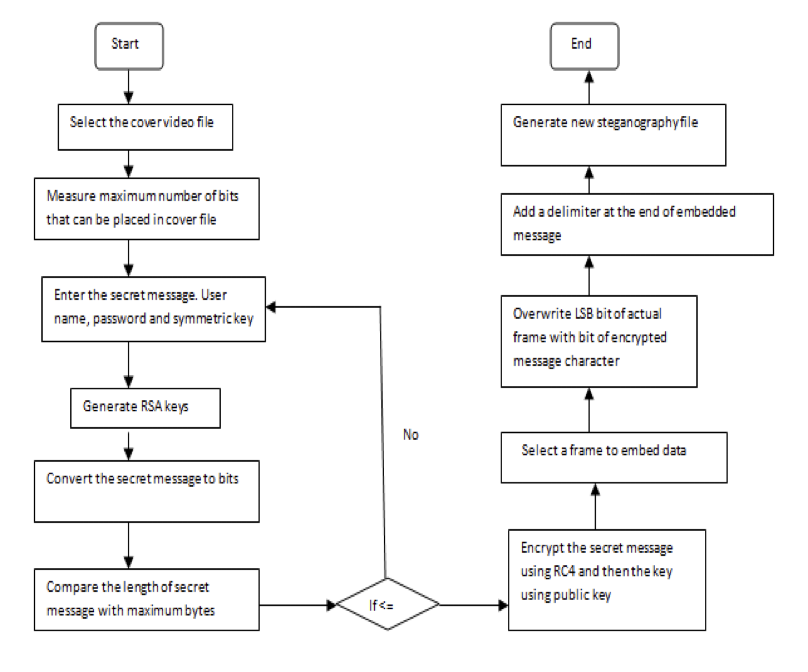 Start
Select the cover video file
Measure maximum number of bits
that can be placed in cover file
Enter the secret message. User
name, password and symmetric key
Generate RSA keys
Convert the secret message to bits
Compare the length of secret
message with maximum bytes
If <=
No
Encrypt the secret message
using RC4 and then the key
using public key
Select a frame to embed data
Overwrite LSB bit of actual
frame with bit of encrypted
message character
Add a delimiter at the end of embedded
message
Generate new steganography file
End